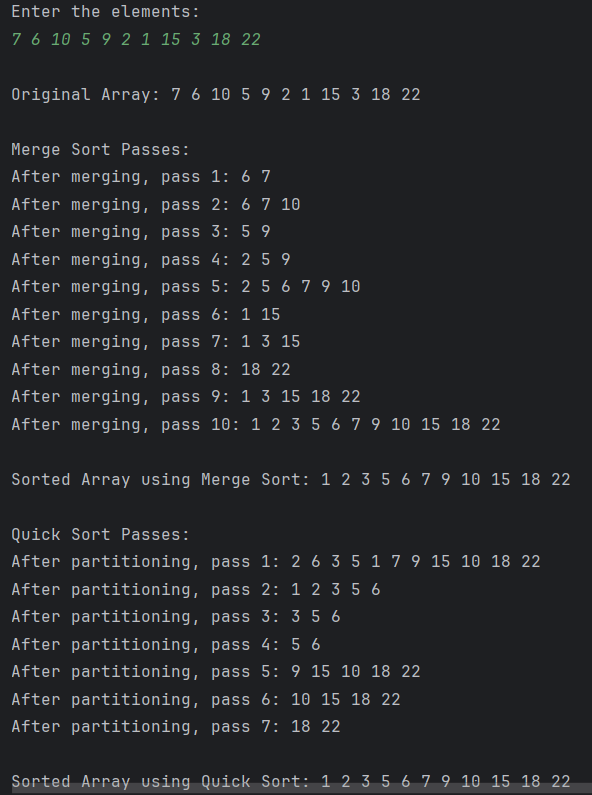 Enter the elements:
7 6 10 5 9 2 1 15 3 18 22
Original Array: 7 6 10 5 9 2 1 15 3 18 22
Merge Sort Passes:
After merging, pass 1: 6 7
After merging, pass 2: 6 7 10
After merging, pass 3: 5 9
After merging, pass 4: 2 5 9
After merging, pass 5: 2 5 6 7 9 10
After merging, pass 6: 1 15
After merging, pass 7: 1 3 15
After merging, pass 8: 18 22
After merging, pass 9: 1 3 15 18 22
After merging, pass 10: 1 2 3 5 6 7 9 10 15 18 22
Sorted Array using Merge Sort: 1 2 3 5 6 7 9 10 15 18 22
Quick Sort Passes:
After partitioning, pass 1: 2 6 3 5 1 7 9 15 10 18 22
After partitioning, pass 2: 1 2 3 5 6
After partitioning, pass 3: 3 5 6
After partitioning, pass 4: 5 6
After partitioning, pass 5: 9 15 10 18 22
After partitioning, pass 6: 10 15 18 22
After partitioning, pass 7: 18 22
Sorted Array using Quick Sort: 1 2 3 5 6 7 9 10 15 18 22